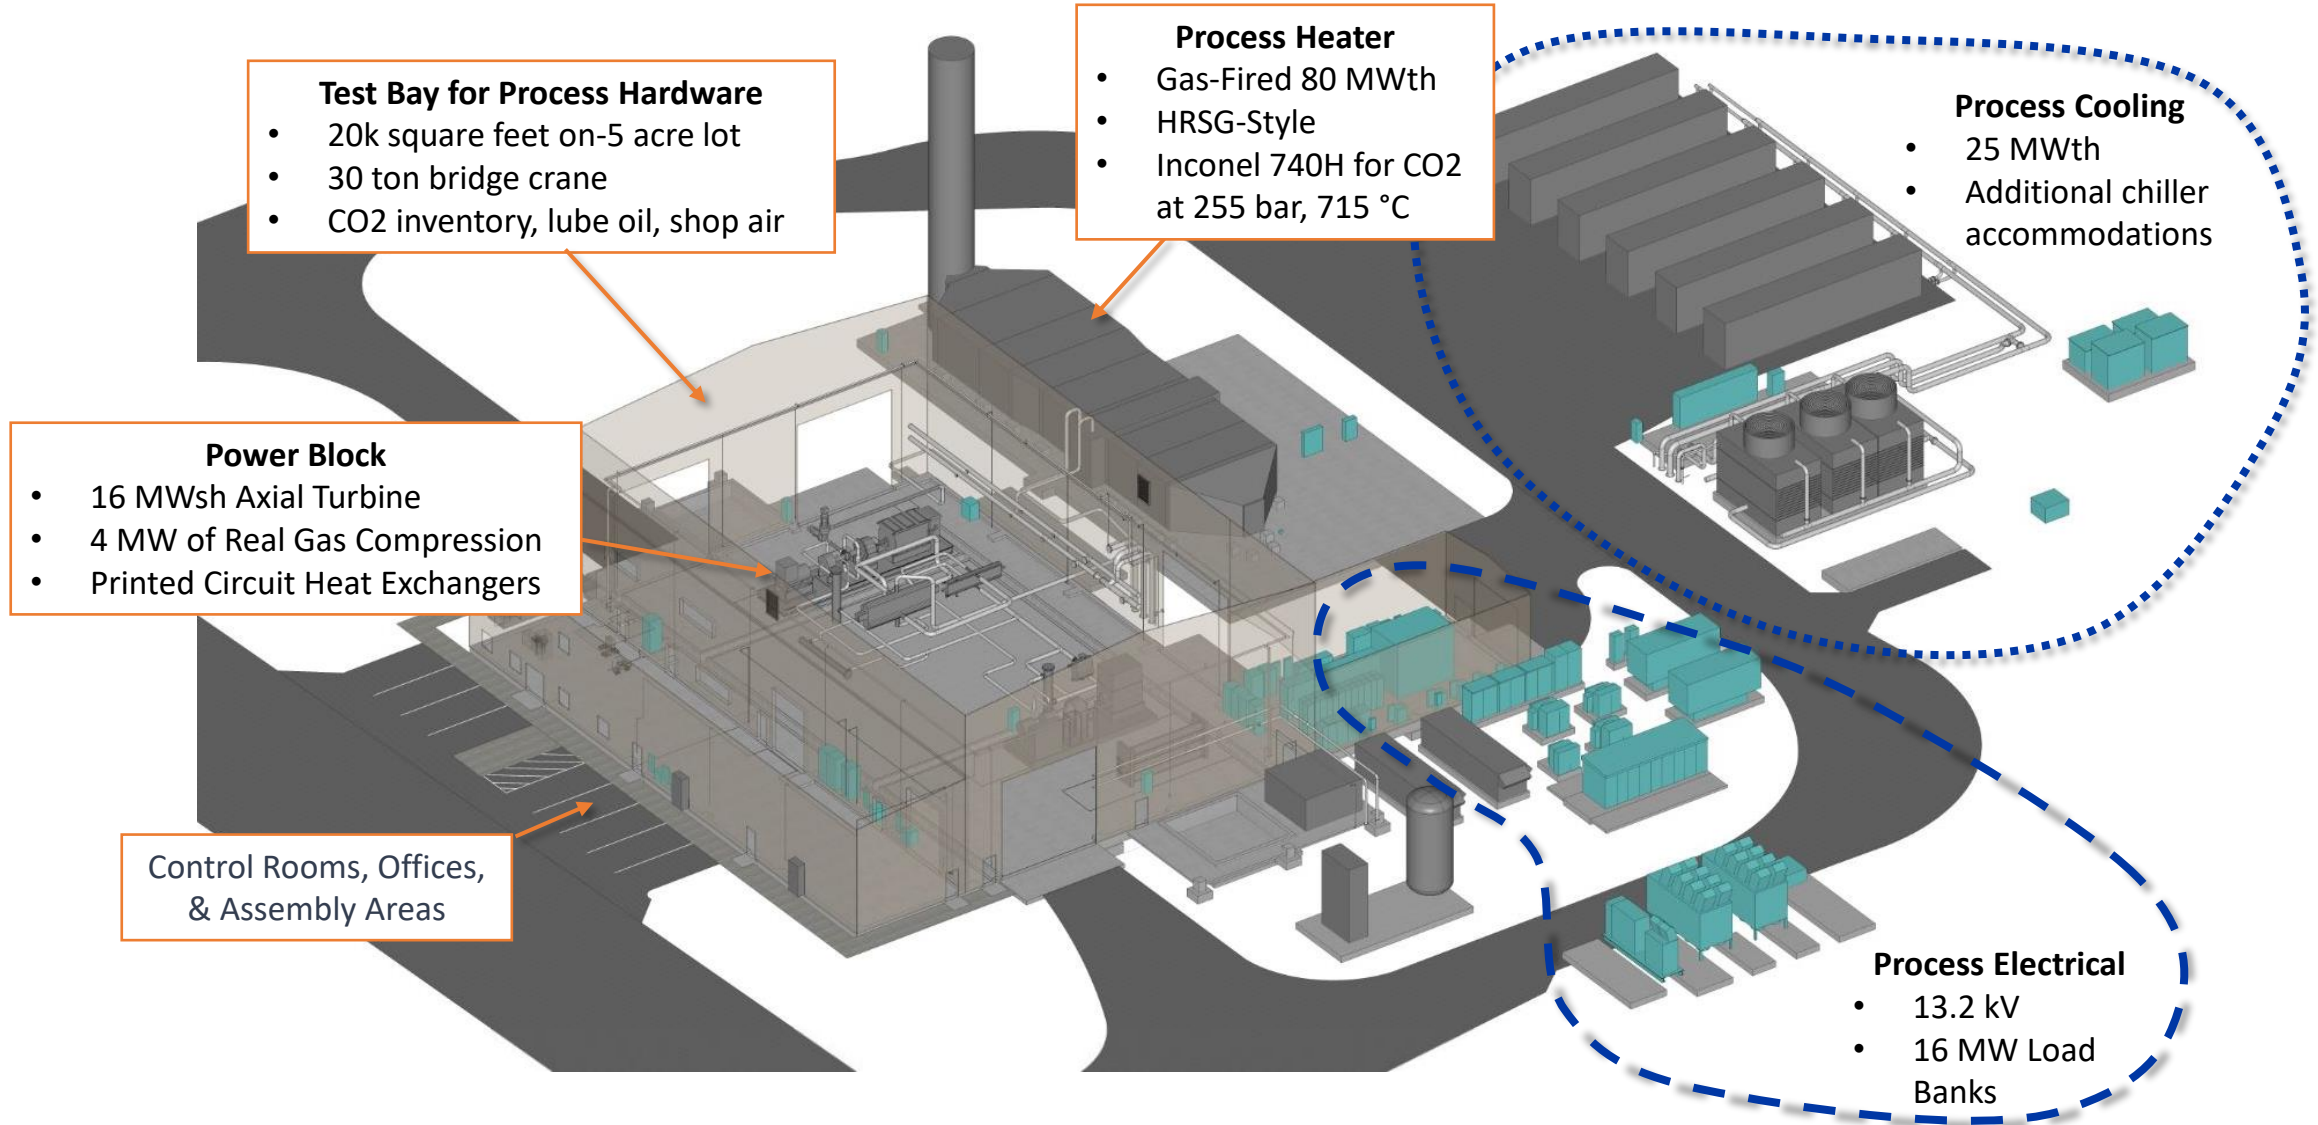 Process Heater
• Gas-Fired 80 MWth
• HRSG-Style
• Inconel 740H for CO2
at 255 bar, 715 °C
Test Bay for Process Hardware
• 20k square feet on-5 acre lot
• 30 ton bridge crane
• CO2 inventory, lube oil, shop air
Process Cooling
• 25 MWth
• Additional chiller
accommodations
Power Block
• 16 MWsh Axial Turbine
• 4 MW of Real Gas Compression
• Printed Circuit Heat Exchangers
Control Rooms, Offices,
& Assembly Areas
Process Electrical
• 13.2 kV
• 16 MW Load
Banks